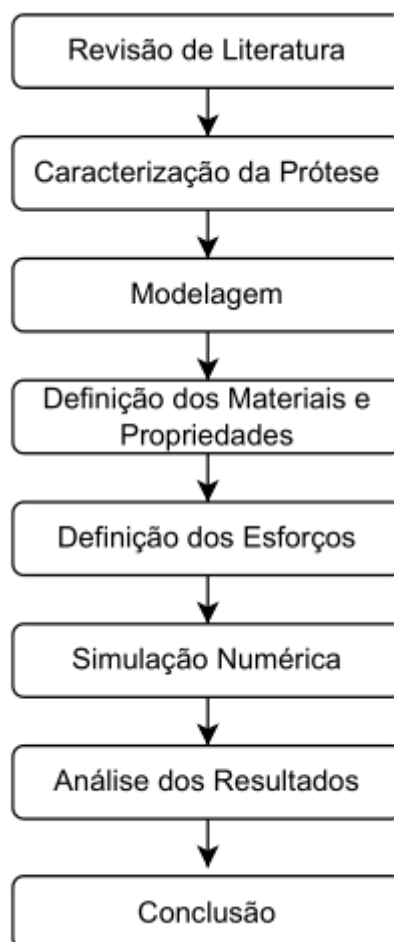 Revisão de Literatura
Caracterização da Prótese
Modelagem
Definição dos Materiais e
Propriedades
Definição dos Esforços
Simulação Numérica
Análise dos Resultados
Conclusão